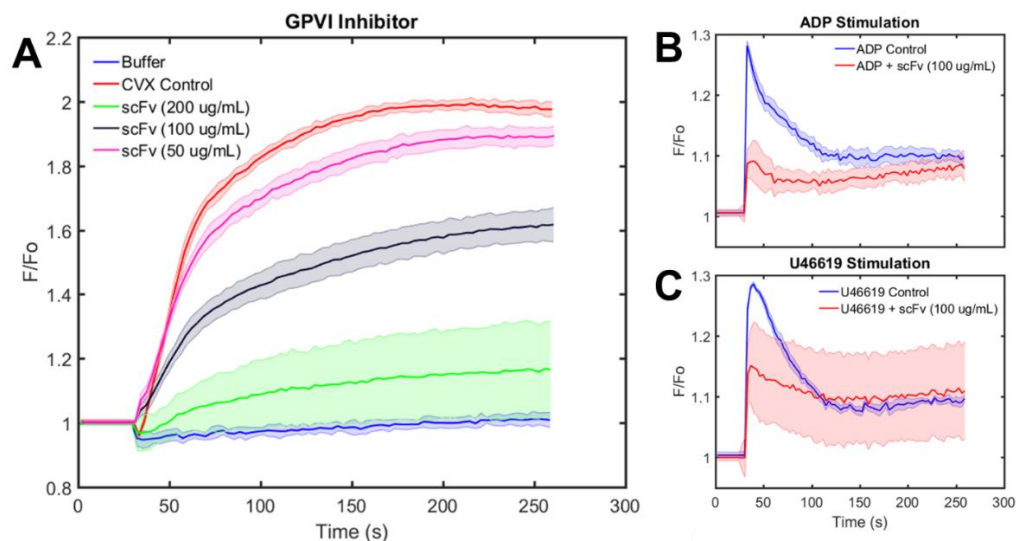 A
GPVI Inhibitor
2.2
2
1.8
1.6
1.4
1.2
1
0.8
F/Fo
Buffer
CVX Control
scFv (200 ug/mL)
scFv (100 ug/mL)
scFv (50 ug/mL)
0 50 100 150 200 250 300
Time (s)
B
ADP Stimulation
1.3
1.2
1.1
1
F/Fo
ADP Control
ADP + scFv (100 ug/mL)
C
U46619 Stimulation
1.3
1.2
1.1
1
F/Fo
U46619 Control
U46619 + scFv (100 ug/mL)
0 50 100 150 200 250 300
Time (s)